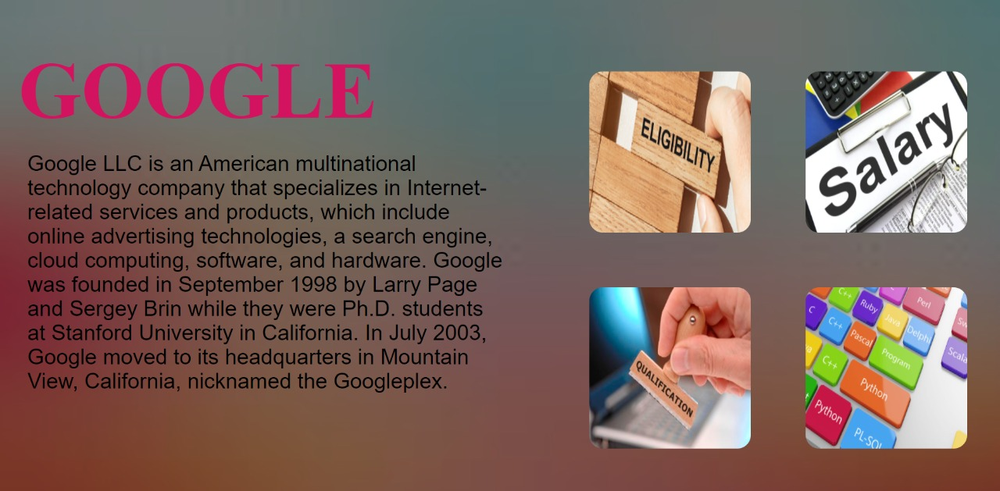 GOOGLE
Google LLC is an American multinational
technology company that specializes in Internet-
related services and products, which include
online advertising technologies, a search engine,
cloud computing, software, and hardware. Google
was founded in September 1998 by Larry Page
and Sergey Brin while they were Ph.D. students
at Stanford University in California. In July 2003,
Google moved to its headquarters in Mountain
View, California, nicknamed the Googleplex.
ELIGIBILITY
Salary
QUALIFICATION
C++
Ruby
Perl
C
C++
Java
Pascal
Delphi
C++
Program
Scala
Python
Python
PL-SQL